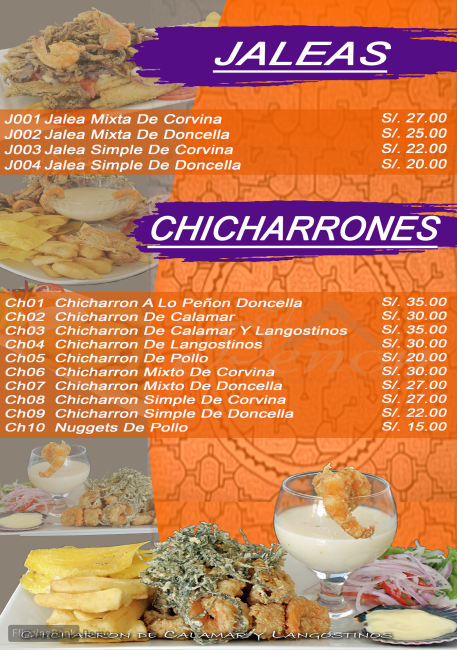 JALEAS
J001 Jalea Mixta De Corvina S/. 27.00
J002 Jalea Mixta De Doncella S/. 25.00
J003 Jalea Simple De Corvina S/. 22.00
J004 Jalea Simple De Doncella S/. 20.00
CHICHARRONES
Ch01 Chicharron A Lo Peñon Doncella S/. 35.00
Ch02 Chicharron De Calamar S/. 30.00
Ch03 Chicharron De Calamar Y Langostinos S/. 35.00
Ch04 Chicharron De Langostinos S/. 30.00
Ch05 Chicharron De Pollo S/. 20.00
Ch06 Chicharron Mixto De Corvina S/. 30.00
Ch07 Chicharron Mixto De Doncella S/. 27.00
Ch08 Chicharron Simple De Corvina S/. 27.00
Ch09 Chicharron Simple De Doncella S/. 22.00
Ch10 Nuggets De Pollo S/. 15.00
Chicharron de Calamar y Langostinos